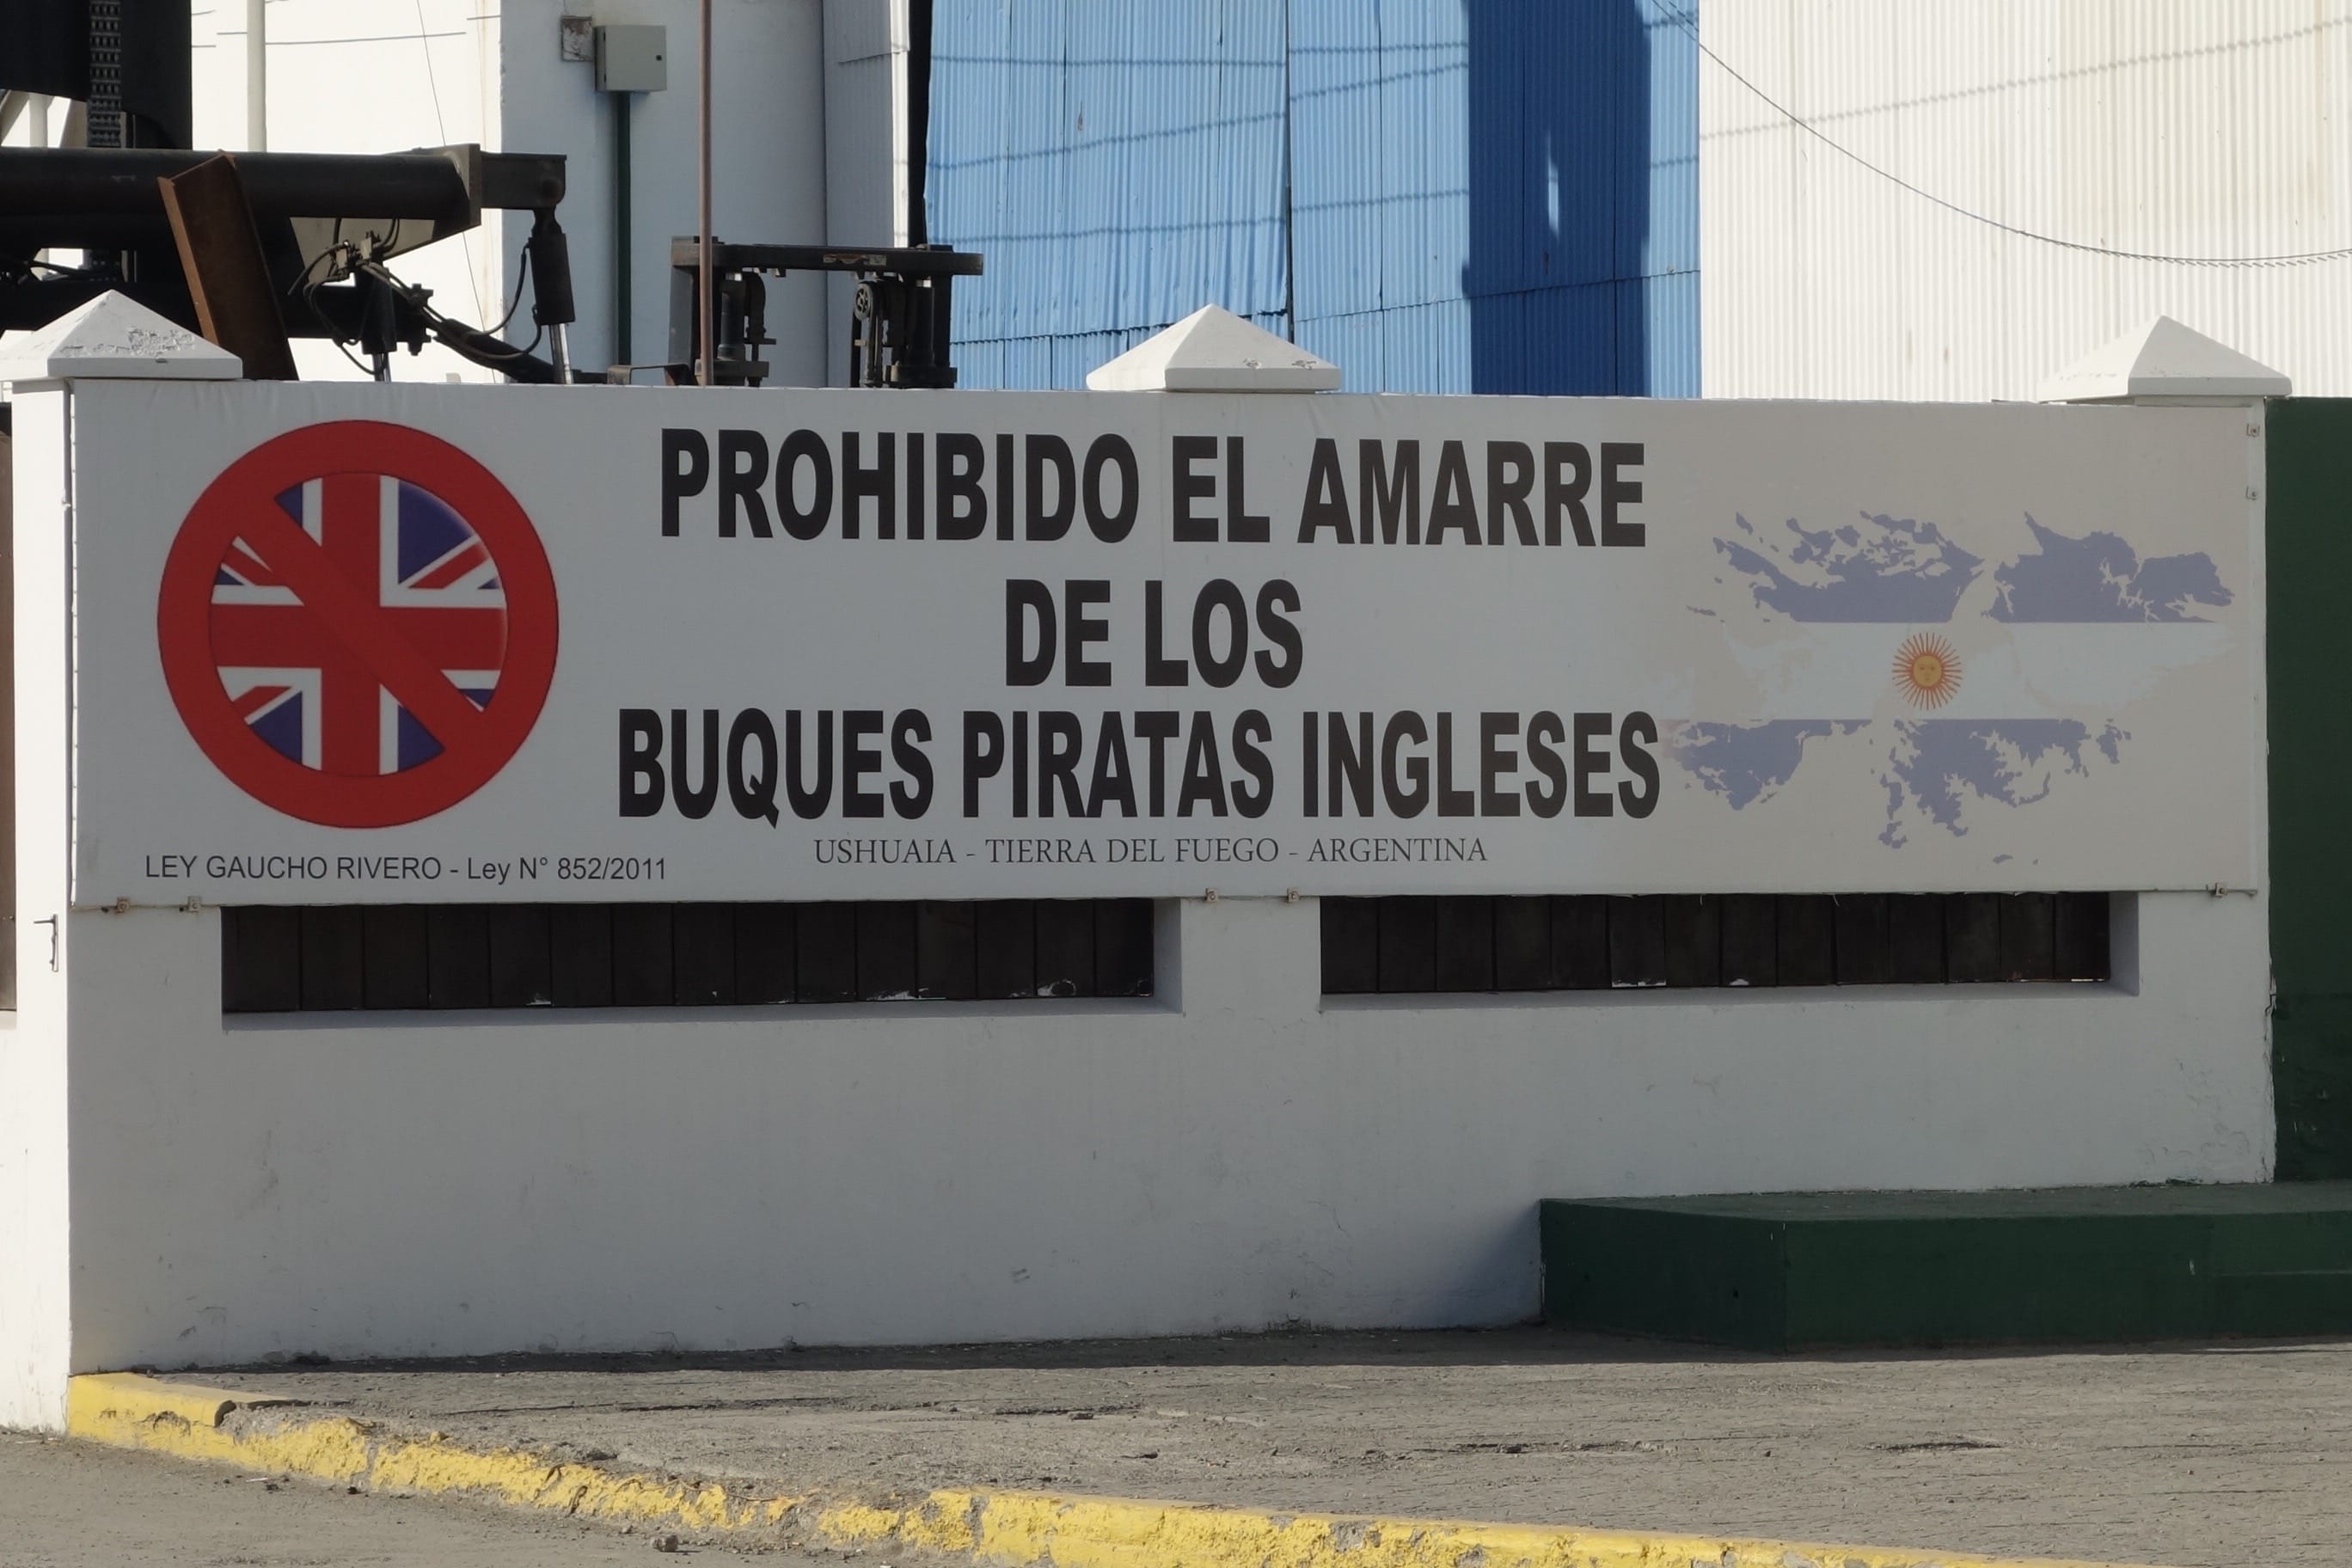 PROHIBIDO EL AMARRE
DE LOS
BUQUES PIRATAS INGLESES
USHUAIA - TIERRA DEL FUEGO - ARGENTINA
LEY GAUCHO RIVERO - Ley N° 852/2011